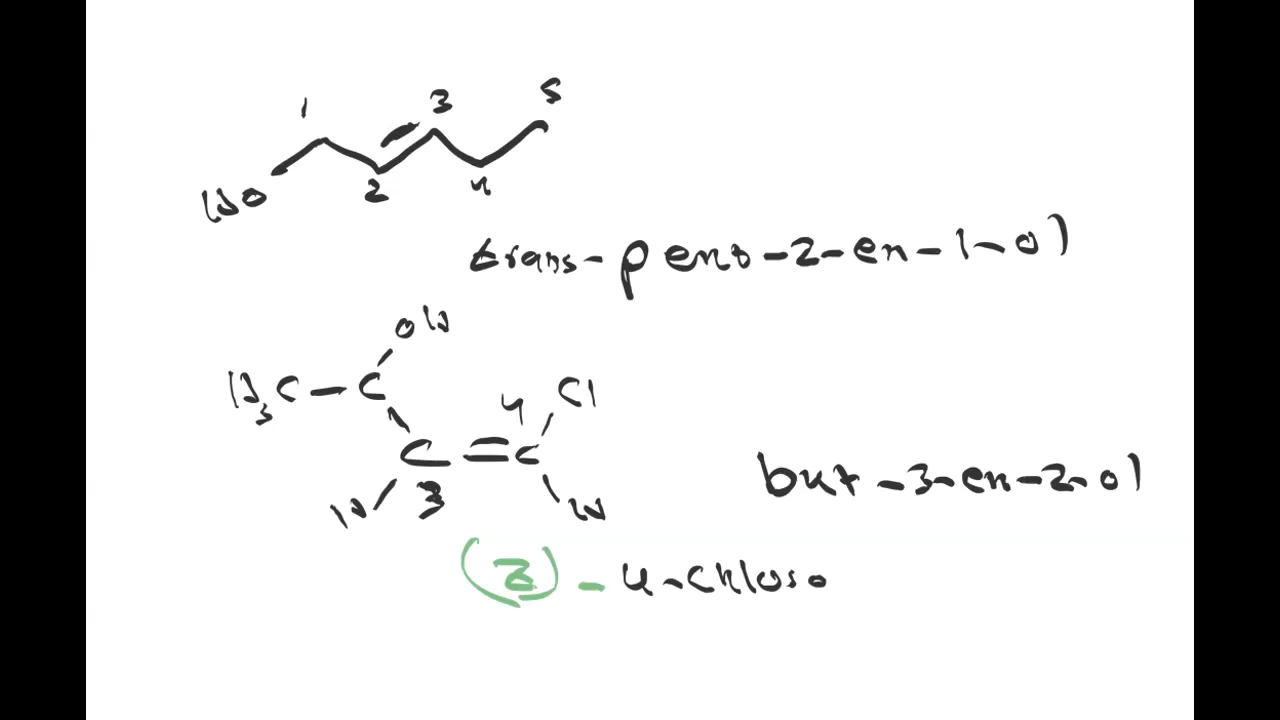 1 3 5
HO 2 4
trans-pent-2-en-1-ol
OH
H3C-C 4 Cl
C=C
H 3 H
but-3-en-2-ol
(Z)-4-chloro